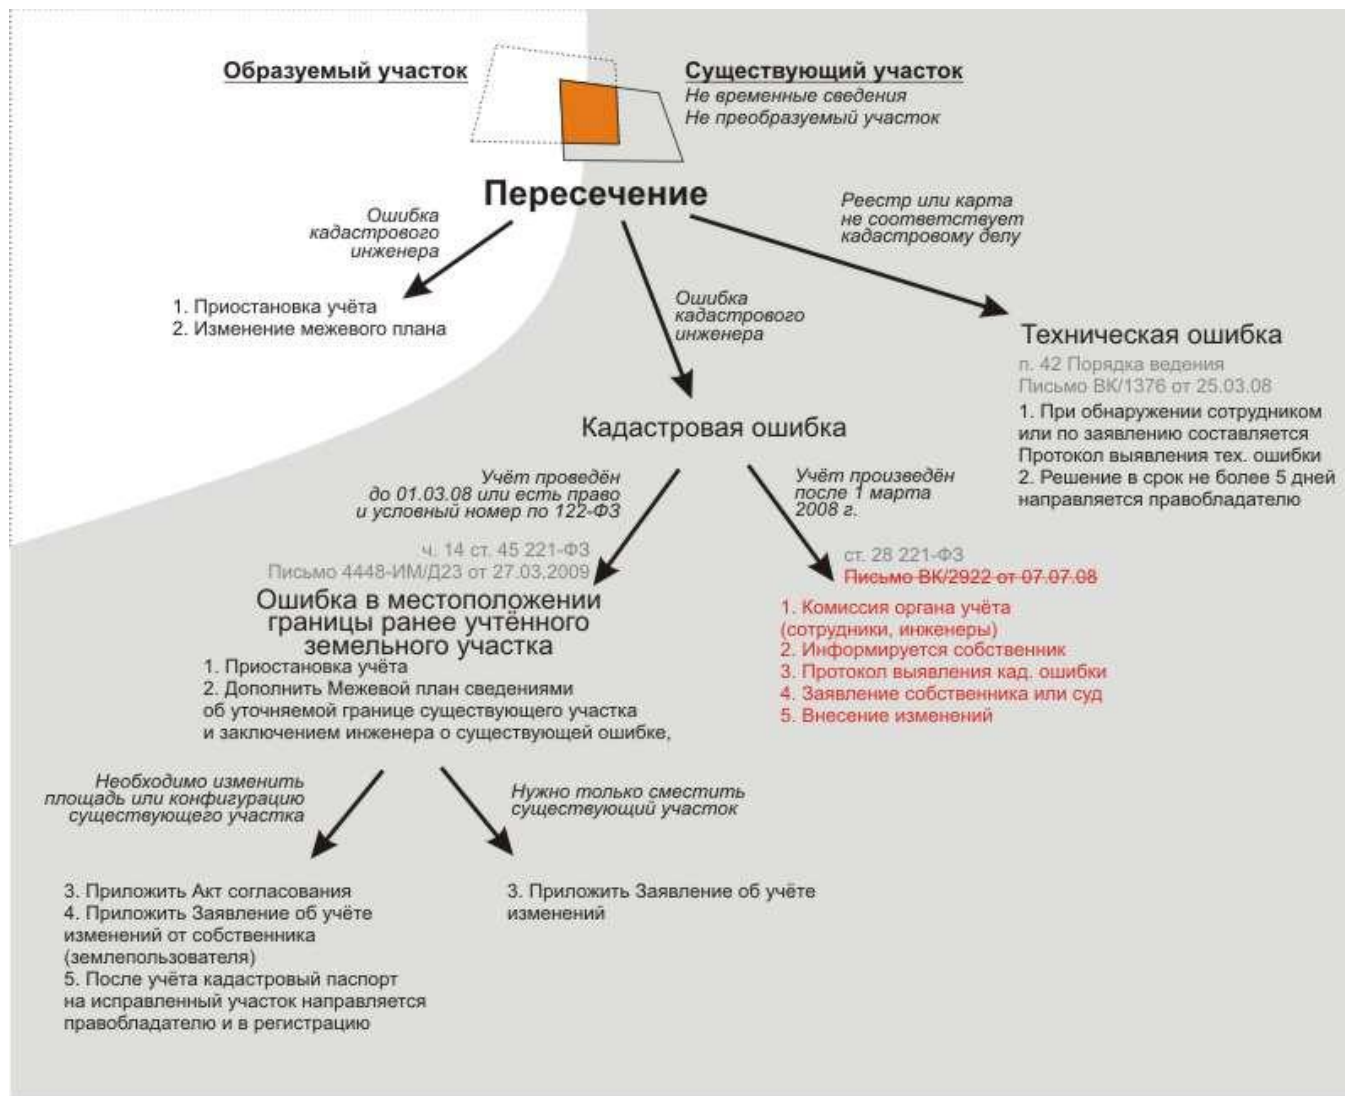 Образуемый участок
Существующий участок
Не временные сведения
Не преобразуемый участок
Пересечение
Ошибка
кадастрового
инженера
1. Приостановка учёта
2. Изменение межевого плана
Ошибка
кадастрового
инженера
Реестр или карта
не соответствует
кадастровому делу
Техническая ошибка
п. 42 Порядка ведения
Письмо ВК/1376 от 25.03.08
1. При обнаружении сотрудником
или по заявлению составляется
Протокол выявления тех. ошибки
2. Решение в срок не более 5 дней
направляется правобладателю
Кадастровая ошибка
Учёт проведён
до 01.03.08 или есть право
и условный номер по 122-ФЗ
Учёт произведён
после 1 марта
2008 г.
ч. 14 ст. 45 221-ФЗ
Письмо 4448-ИМ/Д23 от 27.03.2009
Ошибка в местоположении
границы ранее учтённого
земельного участка
1. Приостановка учёта
2. Дополнить Межевой план сведениями
об уточняемой границе существующего участка
и заключением инженера о существующей ошибке,
ст. 28 221-ФЗ
Письмо ВК/2922 от 07.07.08
1. Комиссия органа учёта
(сотрудники, инженеры)
2. Информируется собственник
3. Протокол выявления кад. ошибки
4. Заявление собственника или суд
5. Внесение изменений
Необходимо изменить
площадь или конфигурацию
существующего участка
Нужно только сместить
существующий участок
3. Приложить Акт согласования
4. Приложить Заявление об учёте
изменений от собственника
(землепользователя)
5. После учёта кадастровый паспорт
на исправленный участок направляется
правобладателю и в регистрацию
3. Приложить Заявление об учёте
изменений